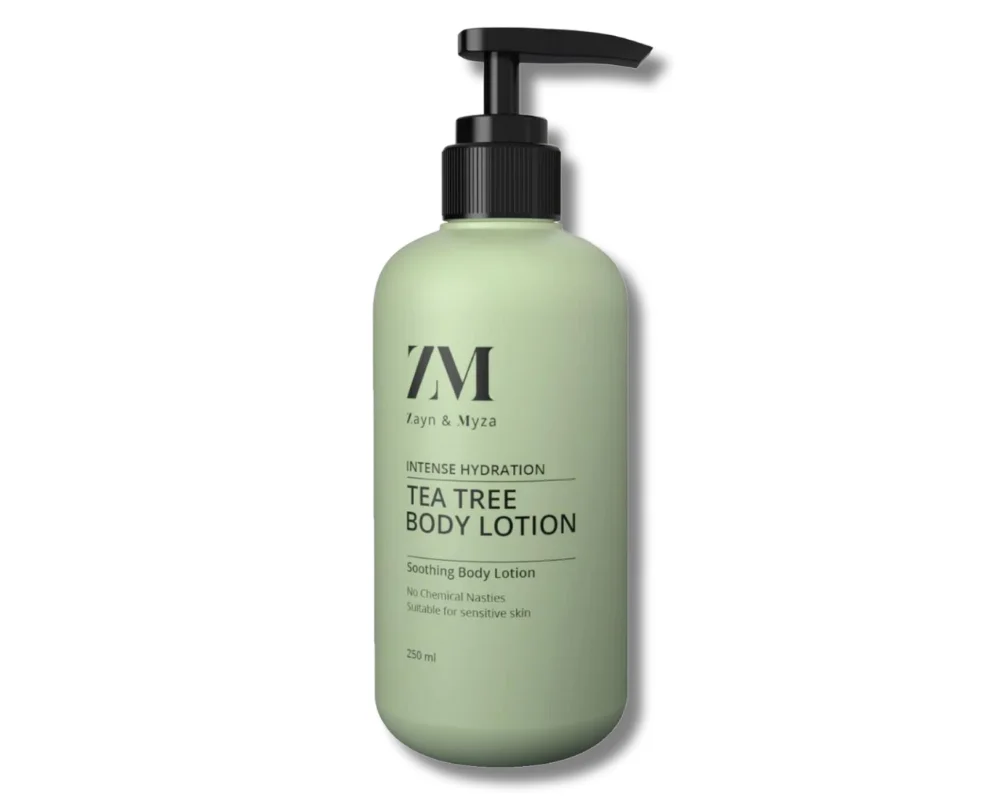 ZM
Zayn & Myza
INTENSE HYDRATION
TEA TREE
BODY LOTION
Soothing Body Lotion
No Chemical Nasties
Suitable for sensitive skin
250 ml